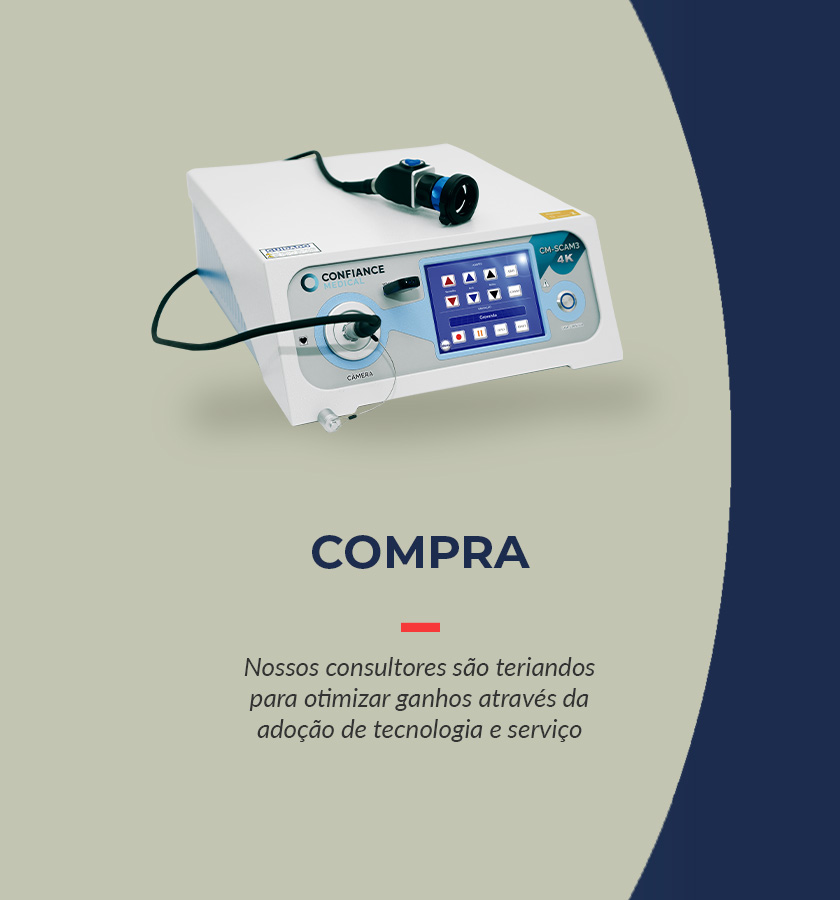 CUIDADO
CONFIANCE
MEDICAL
CM-SCAM3
4K
CÂMERA
COMPRA
Nossos consultores são teriandos
para otimizar ganhos através da
adoção de tecnologia e serviço